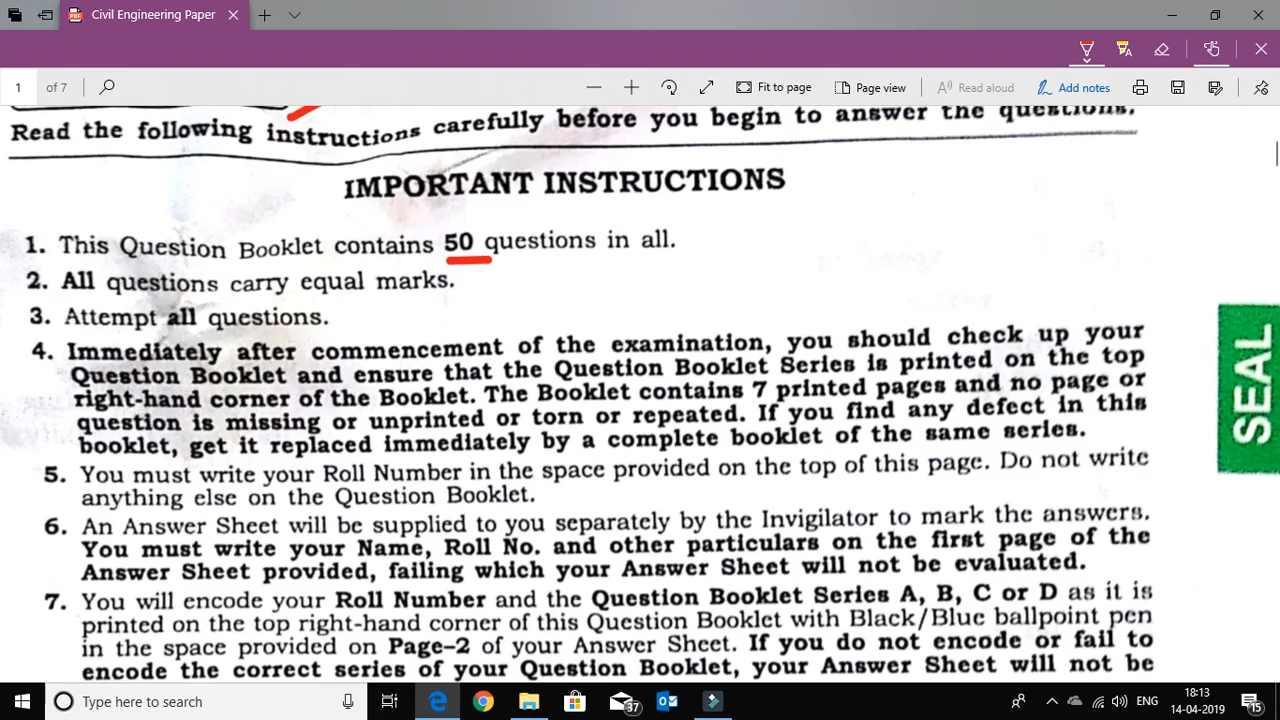 Civil Engineering Paper
1 of 7
Fit to page
Page view
Read aloud
Add notes
Read the following instructions carefully before you begin to answer the questions.
IMPORTANT INSTRUCTIONS
1. This Question Booklet contains 50 questions in all.
2. All questions carry equal marks.
3. Attempt all questions.
4. Immediately after commencement of the examination, you should check up your
Question Booklet and ensure that the Question Booklet Series is printed on the top
right-hand corner of the Booklet. The Booklet contains 7 printed pages and no page or
question is missing or unprinted or torn or repeated. If you find any defect in this
booklet, get it replaced immediately by a complete booklet of the same series.
5. You must write your Roll Number in the space provided on the top of this page. Do not write
anything else on the Question Booklet.
6. An Answer Sheet will be supplied to you separately by the Invigilator to mark the answers.
You must write your Name, Roll No. and other particulars on the first page of the
Answer Sheet provided, failing which your Answer Sheet will not be evaluated.
7. You will encode your Roll Number and the Question Booklet Series A, B, C or D as it is
printed on the top right-hand corner of this Question Booklet with Black/Blue ballpoint pen
in the space provided on Page–2 of your Answer Sheet. If you do not encode or fail to
encode the correct series of your Question Booklet, your Answer Sheet will not be
SEAL
Type here to search
37
ENG
18:13
14-04-2019
15